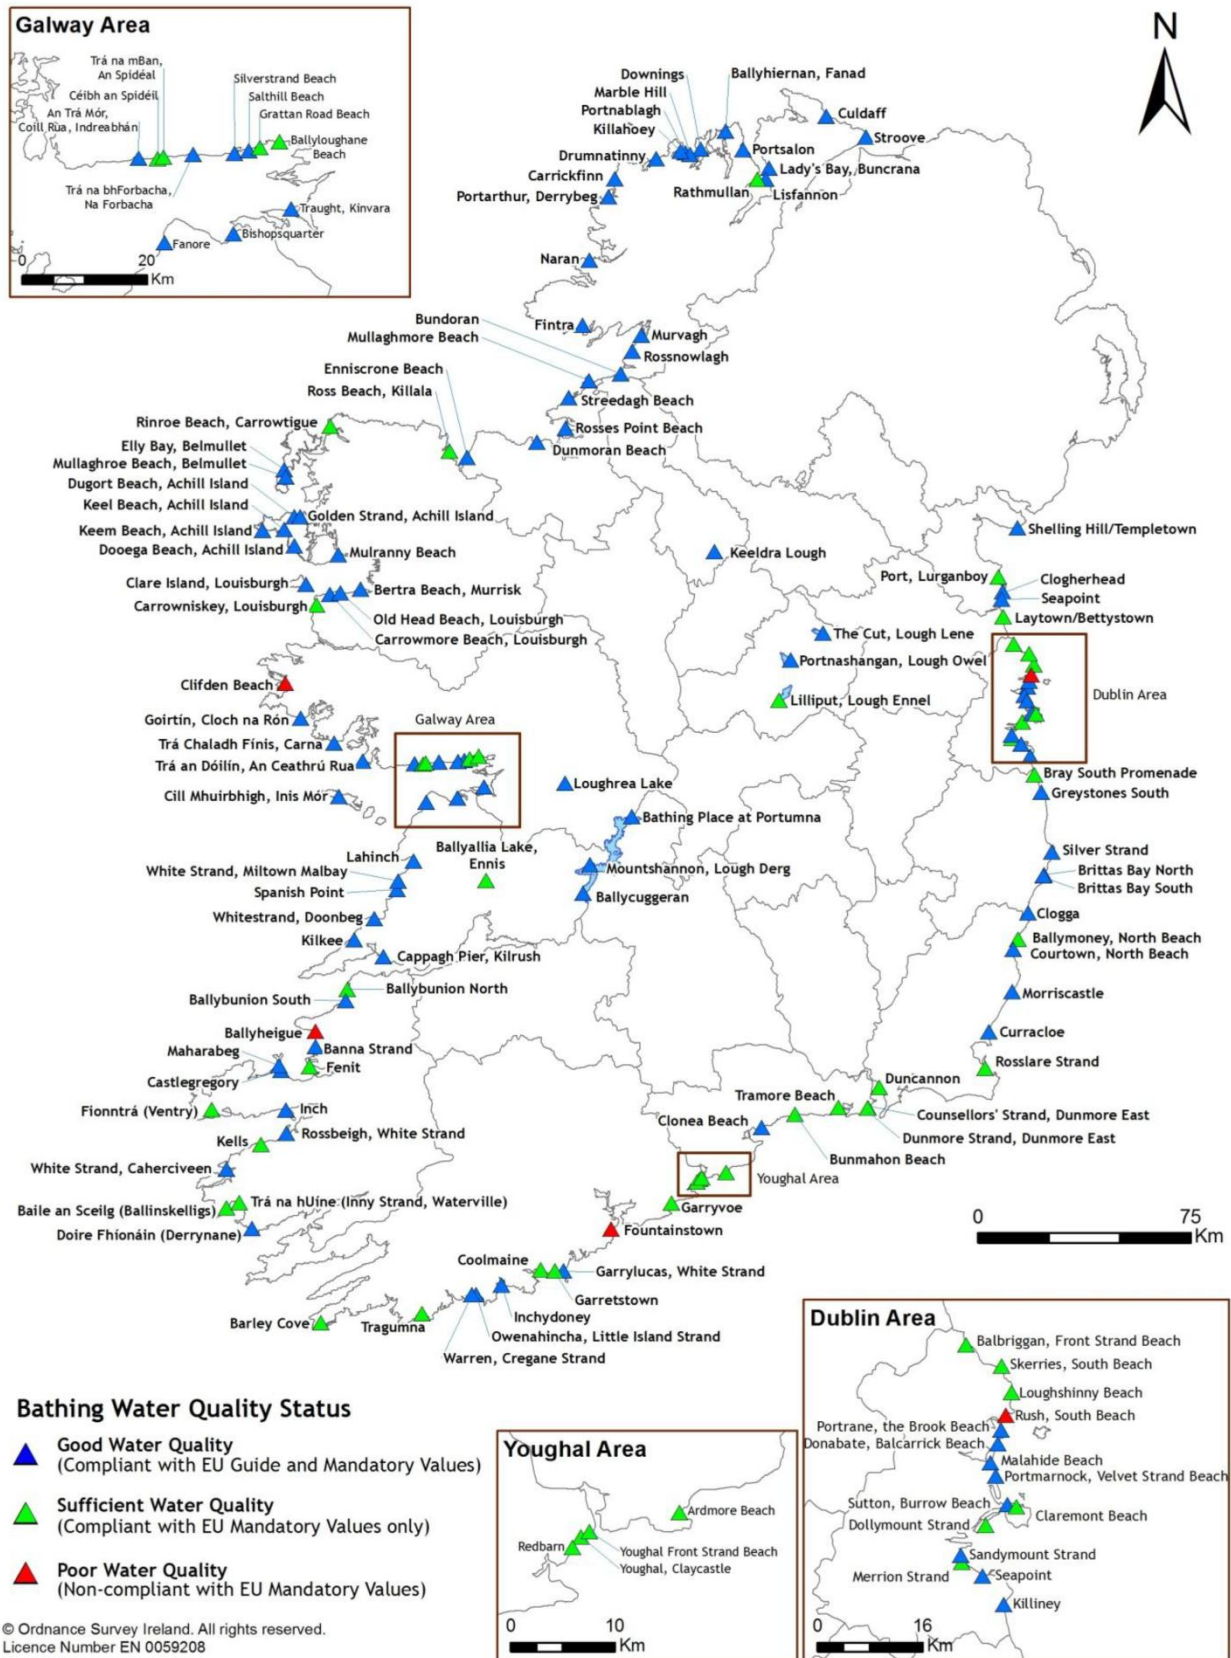 Galway Area
Trá na mBan,
An Spidéal
Céibh an Spidéil
An Trá Mór,
Coill Rua, Indreabhán
Silverstrand Beach
Salthill Beach
Grattan Road Beach
Ballyloughane
Beach
Trá na bhForbacha,
Na Forbacha
Traught, Kinvara
Bishopsquarter
Fanore
0
20
Km
N
Downings
Marble Hill
Portnablagh
Killahoey
Drumnatinny
Carrickfinn
Portarthur, Derrybeg
Ballyhiernan, Fanad
Culdaff
Stroove
Portsalon
Lady's Bay, Buncrana
Rathmullan
Lisfannon
Naran
Fintra
Bundoran
Mullaghmore Beach
Murvagh
Rossnowlagh
Enniscrone Beach
Ross Beach, Killala
Streedagh Beach
Rosses Point Beach
Dunmoran Beach
Rinroe Beach, Carrowtigue
Elly Bay, Belmullet
Mullaghroe Beach, Belmullet
Dugort Beach, Achill Island
Keel Beach, Achill Island
Golden Strand, Achill Island
Keem Beach, Achill Island
Dooega Beach, Achill Island
Mulranny Beach
Clare Island, Louisburgh
Bertra Beach, Murrisk
Carrowniskey, Louisburgh
Old Head Beach, Louisburgh
Carrowmore Beach, Louisburgh
Keeldra Lough
Shelling Hill/Templetown
Port, Lurganboy
Clogherhead
Seapoint
Laytown/Bettystown
The Cut, Lough Lene
Portnashangan, Lough Owel
Lilliput, Lough Ennel
Dublin Area
Clifden Beach
Goirtín, Cloch na Rón
Galway Area
Trá Chaladh Fínis, Carna
Trá an Dóilín, An Ceathrú Rua
Cill Mhuirbhigh, Inis Mór
Loughrea Lake
Bathing Place at Portumna
Bray South Promenade
Greystones South
Lahinch
Ballyallia Lake,
Ennis
Mountshannon, Lough Derg
White Strand, Miltown Malbay
Spanish Point
Ballycuggeran
Silver Strand
Brittas Bay North
Brittas Bay South
Whitestrand, Doonbeg
Kilkee
Cappagh Pier, Kilrush
Clogga
Ballymoney, North Beach
Courtown, North Beach
Ballybunion North
Ballybunion South
Morriscastle
Ballyheigue
Banna Strand
Maharabeg
Fenit
Castlegregory
Curracloe
Rosslare Strand
Fionntrá (Ventry)
Inch
Duncannon
Tramore Beach
Counsellors' Strand, Dunmore East
Clonea Beach
Dunmore Strand, Dunmore East
Bunmahon Beach
Rossbeigh, White Strand
Kells
White Strand, Caherciveen
Youghal Area
Trá na hUíne (Inny Strand, Waterville)
Baile an Sceilg (Ballinskelligs)
Garryvoe
Doire Fhíonáin (Derrynane)
Fountainstown
0
75
Km
Coolmaine
Garrylucas, White Strand
Garretstown
Inchydoney
Owenahincha, Little Island Strand
Warren, Cregane Strand
Barley Cove
Tragumna
Bathing Water Quality Status
Good Water Quality
(Compliant with EU Guide and Mandatory Values)
Sufficient Water Quality
(Compliant with EU Mandatory Values only)
Poor Water Quality
(Non-compliant with EU Mandatory Values)
© Ordnance Survey Ireland. All rights reserved.
Licence Number EN 0059208
Youghal Area
Ardmore Beach
Redbarn
Youghal Front Strand Beach
Youghal, Claycastle
0
10
Km
Dublin Area
Balbriggan, Front Strand Beach
Skerries, South Beach
Loughshinny Beach
Rush, South Beach
Portrane, the Brook Beach
Donabate, Balcarrick Beach
Malahide Beach
Portmarnock, Velvet Strand Beach
Sutton, Burrow Beach
Claremont Beach
Dollymount Strand
Sandymount Strand
Merrion Strand
Seapoint
Killiney
0
16
Km